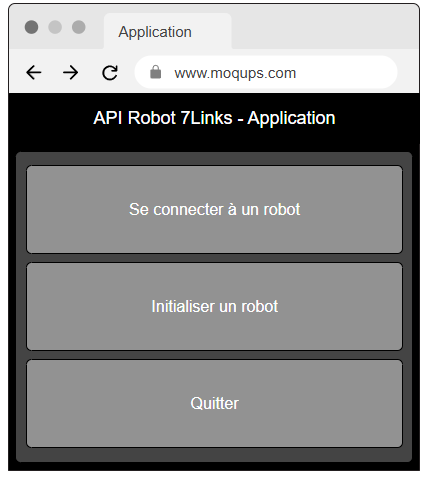 Application
www.moqups.com
API Robot 7Links - Application
Se connecter à un robot
Initialiser un robot
Quitter